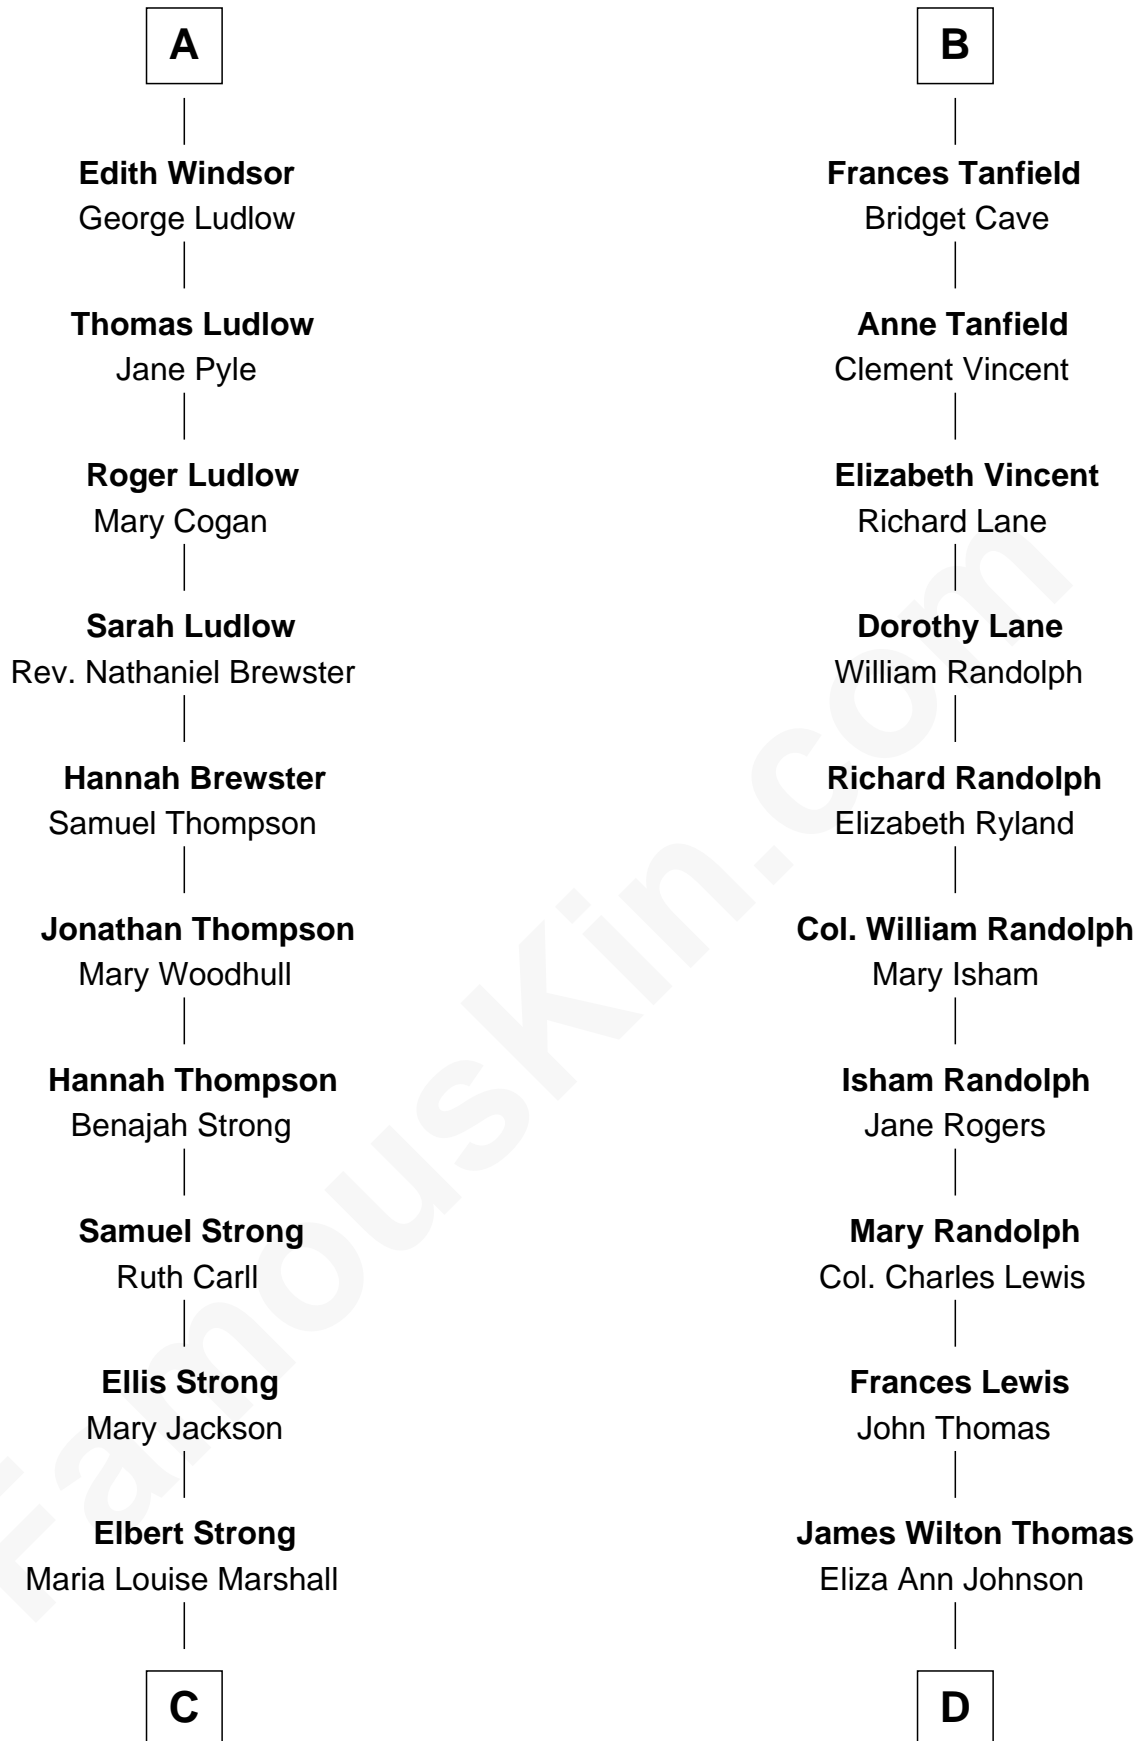 A
Edith Windsor
George Ludlow
Thomas Ludlow
Jane Pyle
Roger Ludlow
Mary Cogan
Sarah Ludlow
Rev. Nathaniel Brewster
Hannah Brewster
Samuel Thompson
Jonathan Thompson
Mary Woodhull
Hannah Thompson
Benajah Strong
Samuel Strong
Ruth Carll
Ellis Strong
Mary Jackson
Elbert Strong
Maria Louise Marshall
C
B
Frances Tanfield
Bridget Cave
Anne Tanfield
Clement Vincent
Elizabeth Vincent
Richard Lane
Dorothy Lane
William Randolph
Richard Randolph
Elizabeth Ryland
Col. William Randolph
Mary Isham
Isham Randolph
Jane Rogers
Mary Randolph
Col. Charles Lewis
Frances Lewis
John Thomas
James Wilton Thomas
Eliza Ann Johnson
D
FamousKin.com